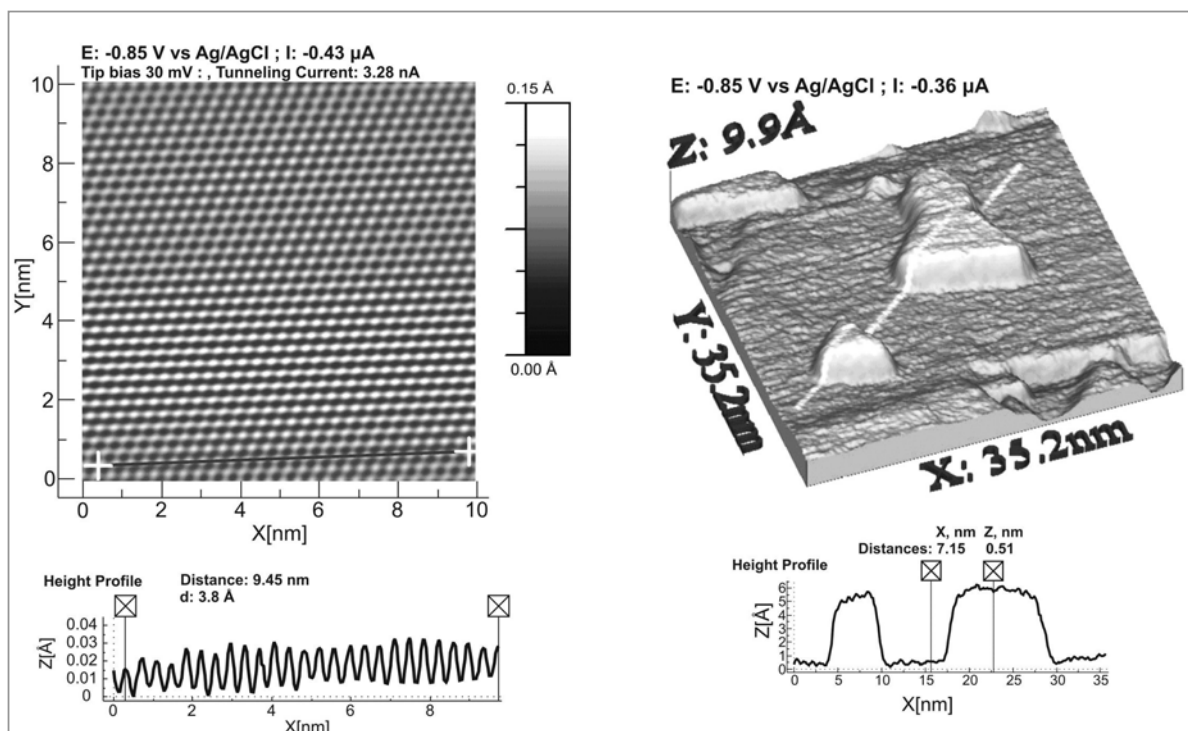 E: -0.85 V vs Ag/AgCl ; I: -0.43 µA
Tip bias 30 mV : , Tunneling Current: 3.28 nA
10
8
6
4
2
0
Y[nm]
0 2 4 6 8 10
X[nm]
0.15 Å
0.00 Å
Height Profile
Distance: 9.45 nm
d: 3.8 Å
0.04
0.03
0.02
0.01
0
Z[Å]
0 2 4 6 8
X[nm]
E: -0.85 V vs Ag/AgCl ; I: -0.36 µA
Z: 9.9Å
Y: 35.2nm
X: 35.2nm
X, nm Z, nm
Distances: 7.15 0.51
Height Profile
6
5
4
3
2
1
0
Z[Å]
0 5 10 15 20 25 30 35
X[nm]